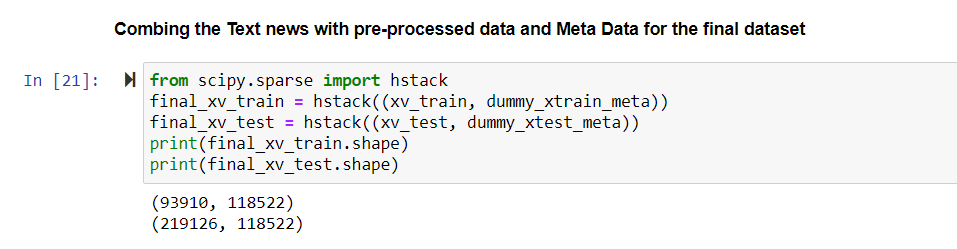 Combing the Text news with pre-processed data and Meta Data for the final dataset
In [21]:
from scipy.sparse import hstack
final_xv_train = hstack((xv_train, dummy_xtrain_meta))
final_xv_test = hstack((xv_test, dummy_xtest_meta))
print(final_xv_train.shape)
print(final_xv_test.shape)
(93910, 118522)
(219126, 118522)